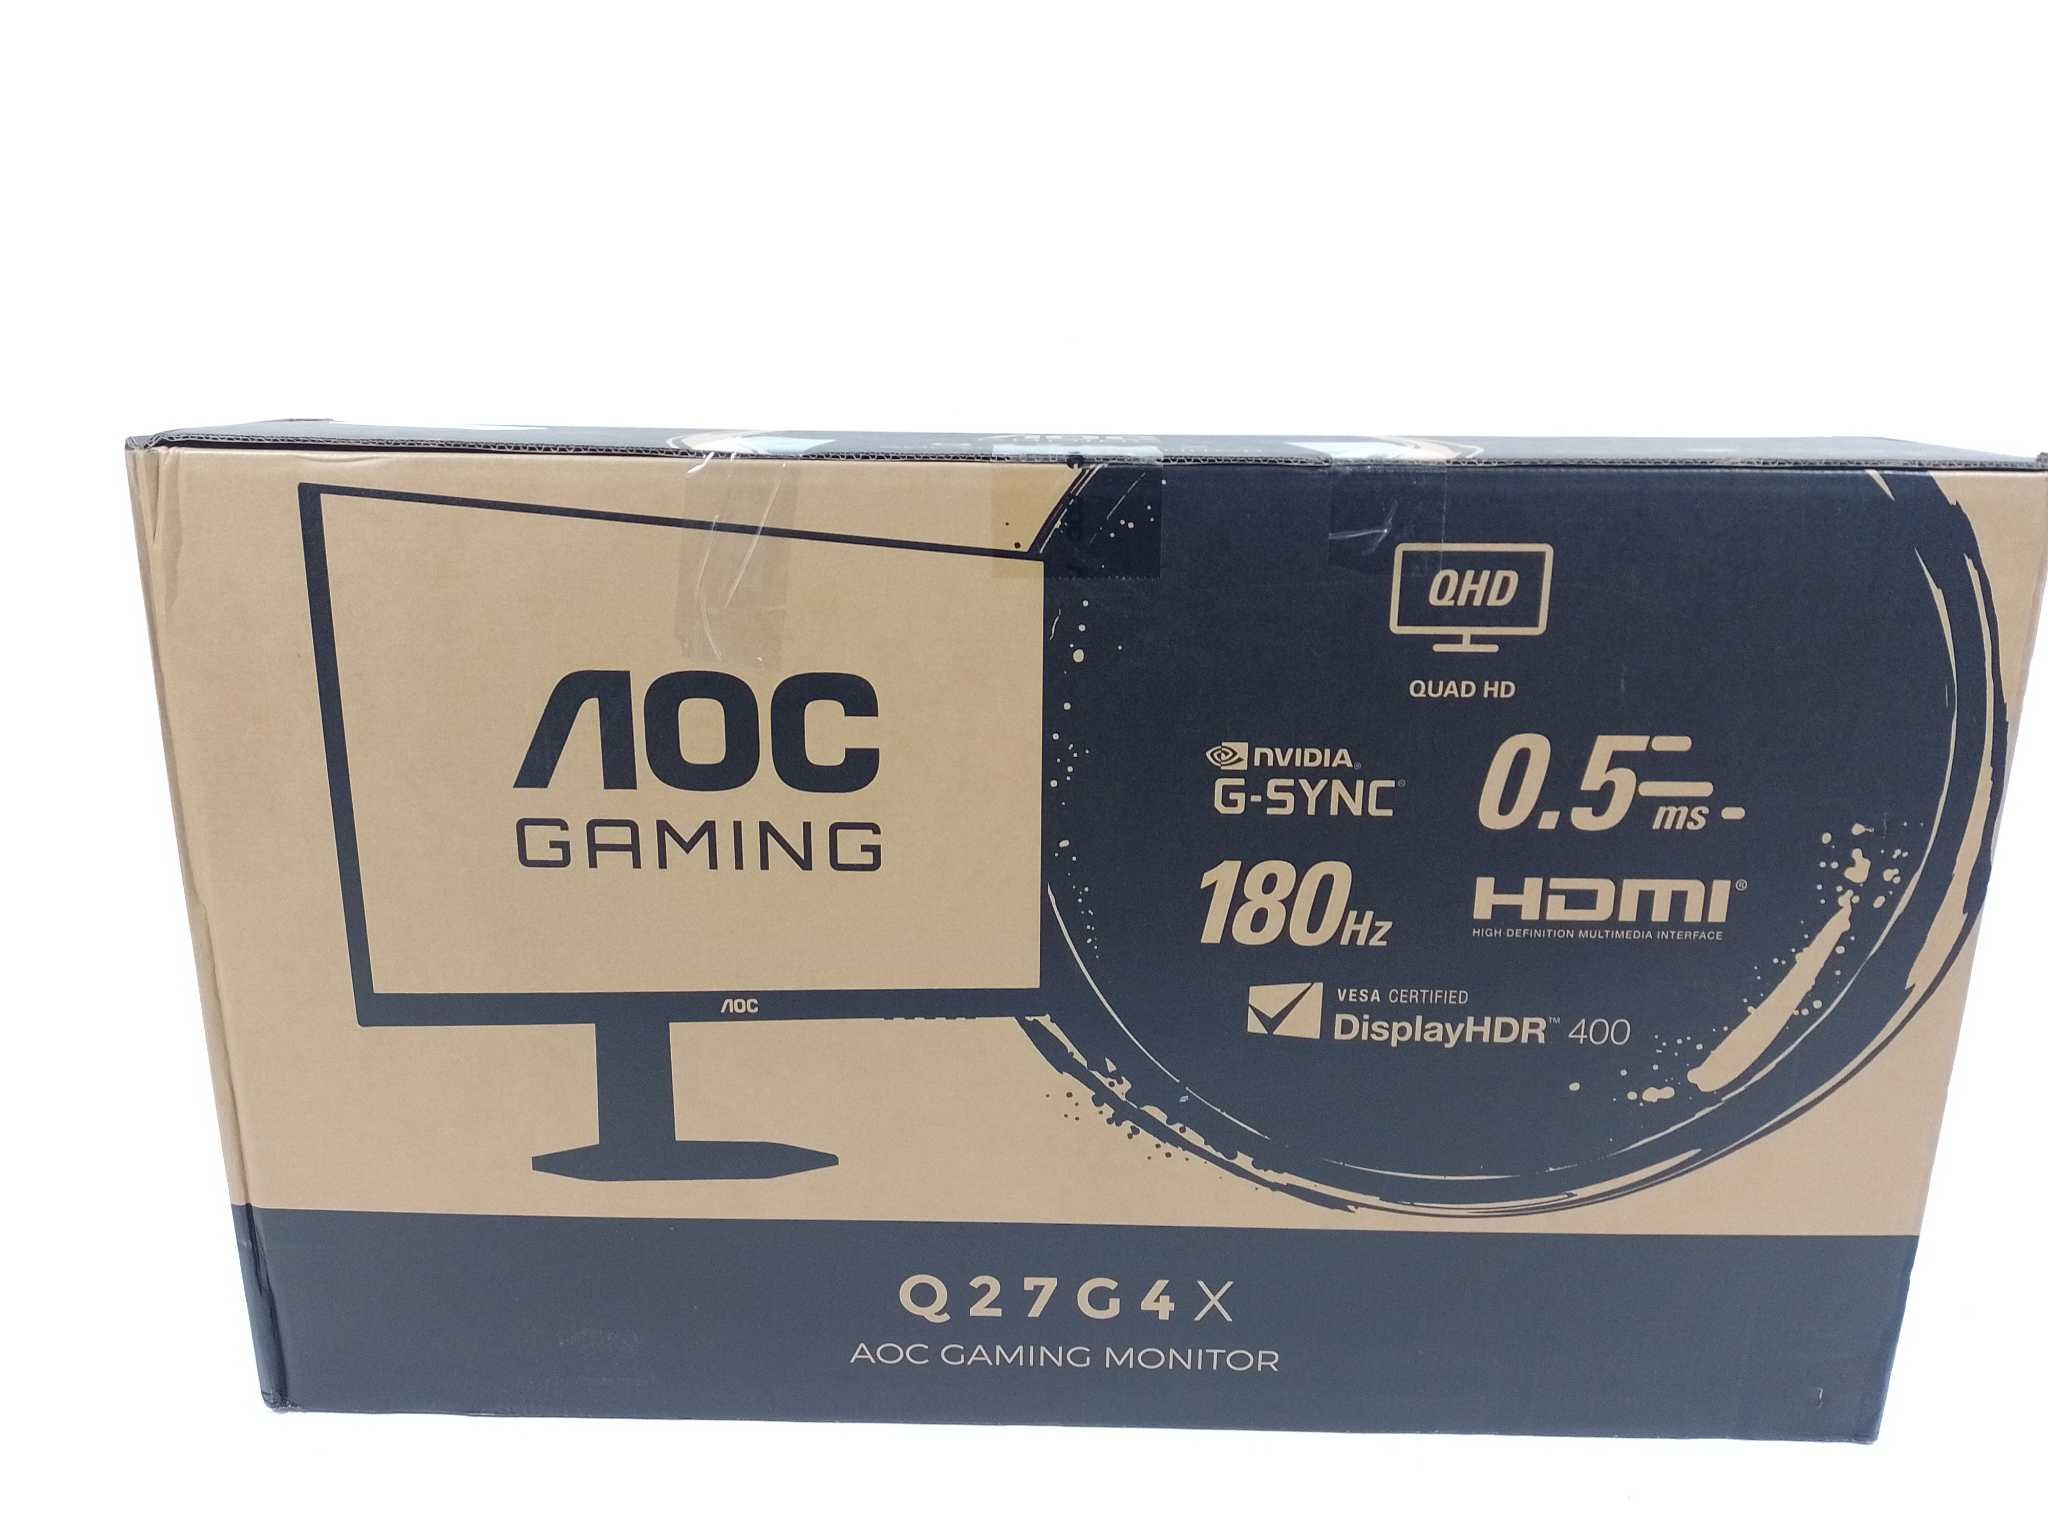 AOC
GAMING
AOC
QHD
QUAD HD
NVIDIA®
G-SYNC®
0.5ms
180Hz
HDMI®
HIGH-DEFINITION MULTIMEDIA INTERFACE
VESA CERTIFIED
DisplayHDR™ 400
Q27G4X
AOC GAMING MONITOR